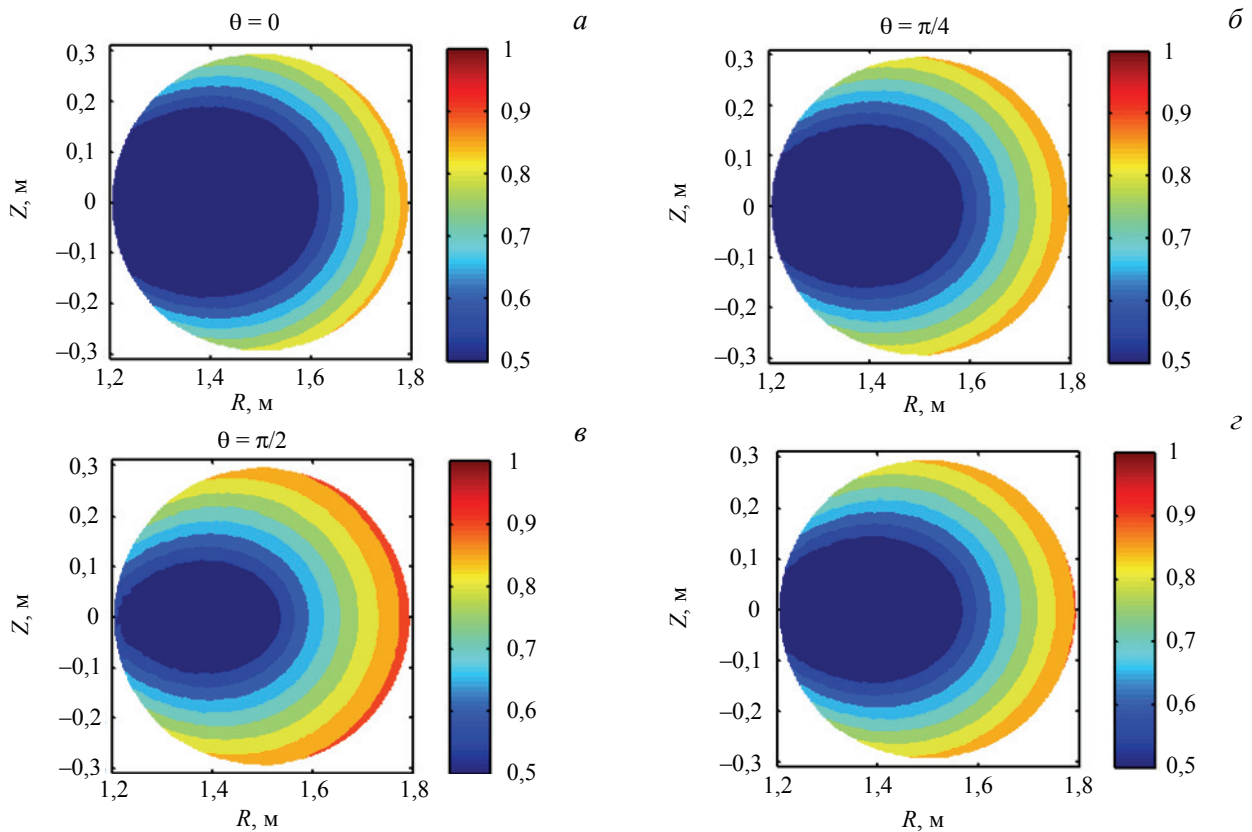 θ = 0
а
0,3
0,2
0,1
0
–0,1
–0,2
–0,3
Z, м
1,2 1,4 1,6 1,8
R, м
1
0,9
0,8
0,7
0,6
0,5
θ = π/4
б
0,3
0,2
0,1
0
–0,1
–0,2
–0,3
Z, м
1,2 1,4 1,6 1,8
R, м
1
0,9
0,8
0,7
0,6
0,5
θ = π/2
в
0,3
0,2
0,1
0
–0,1
–0,2
–0,3
Z, м
1,2 1,4 1,6 1,8
R, м
1
0,9
0,8
0,7
0,6
0,5
г
0,3
0,2
0,1
0
–0,1
–0,2
–0,3
Z, м
1,2 1,4 1,6 1,8
R, м
1
0,9
0,8
0,7
0,6
0,5